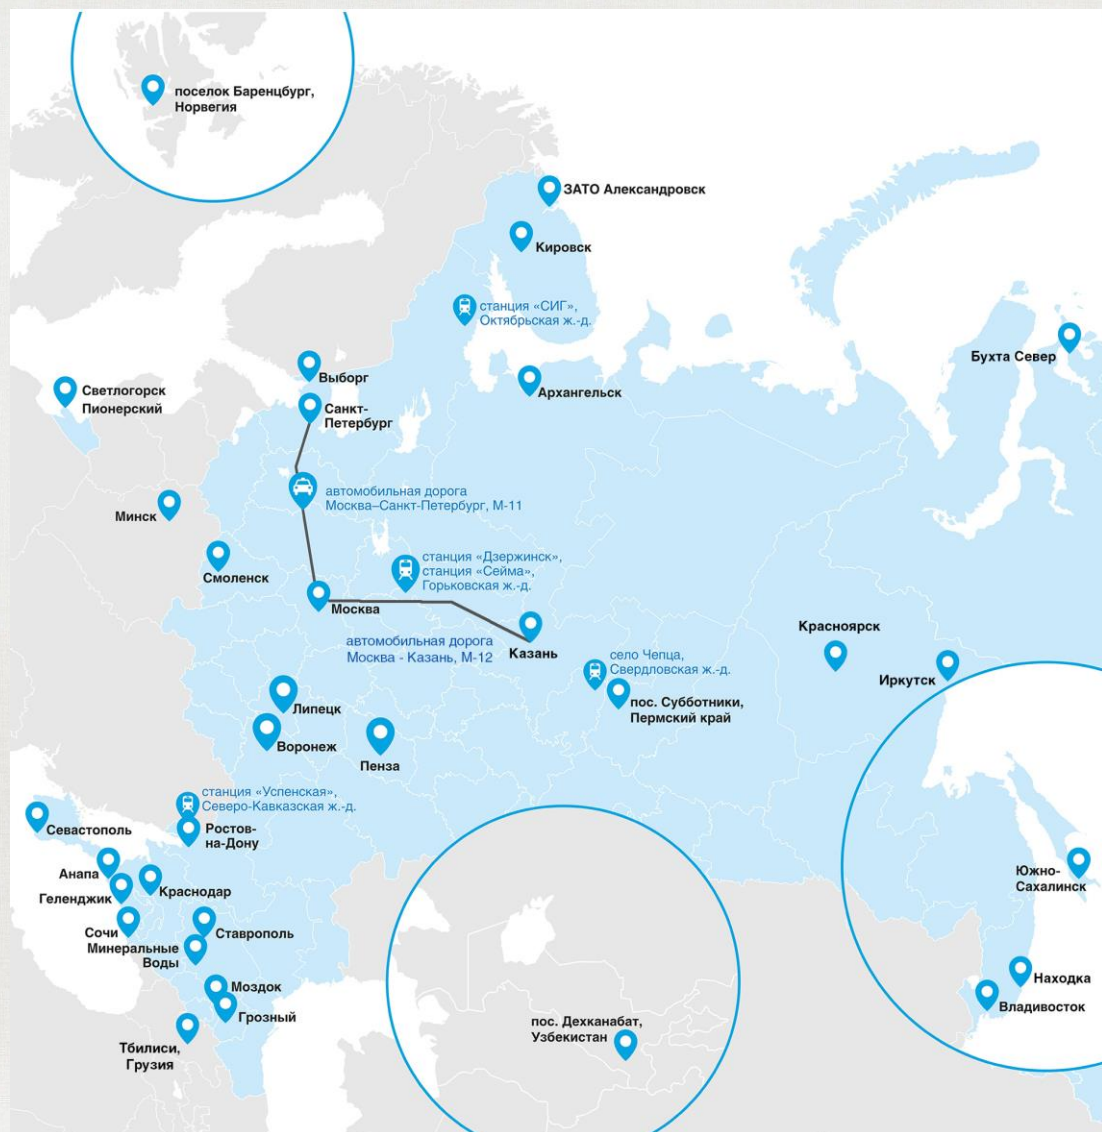 поселок Баренцбург,
Норвегия
ЗАТО Александровск
Кировск
станция «СИГ»,
Октябрьская ж.-д.
Бухта Север
Выборг
Светлогорск
Пионерский
Архангельск
Санкт-
Петербург
автомобильная дорога
Москва–Санкт-Петербург, М-11
Минск
станция «Дзержинск»,
станция «Сейма»,
Горьковская ж.-д.
Смоленск
Москва
автомобильная дорога
Москва - Казань, М-12
Казань
Красноярск
село Чепца,
Свердловская ж.-д.
Иркутск
пос. Субботники,
Пермский край
Липецк
Воронеж
Пенза
станция «Успенская»,
Северо-Кавказская ж.-д.
Севастополь
Ростов-
на-Дону
Анапа
Геленджик
Краснодар
Южно-
Сахалинск
Сочи
Ставрополь
Минеральные
Воды
Находка
Моздок
Владивосток
Грозный
пос. Дехканабат,
Узбекистан
Тбилиси,
Грузия